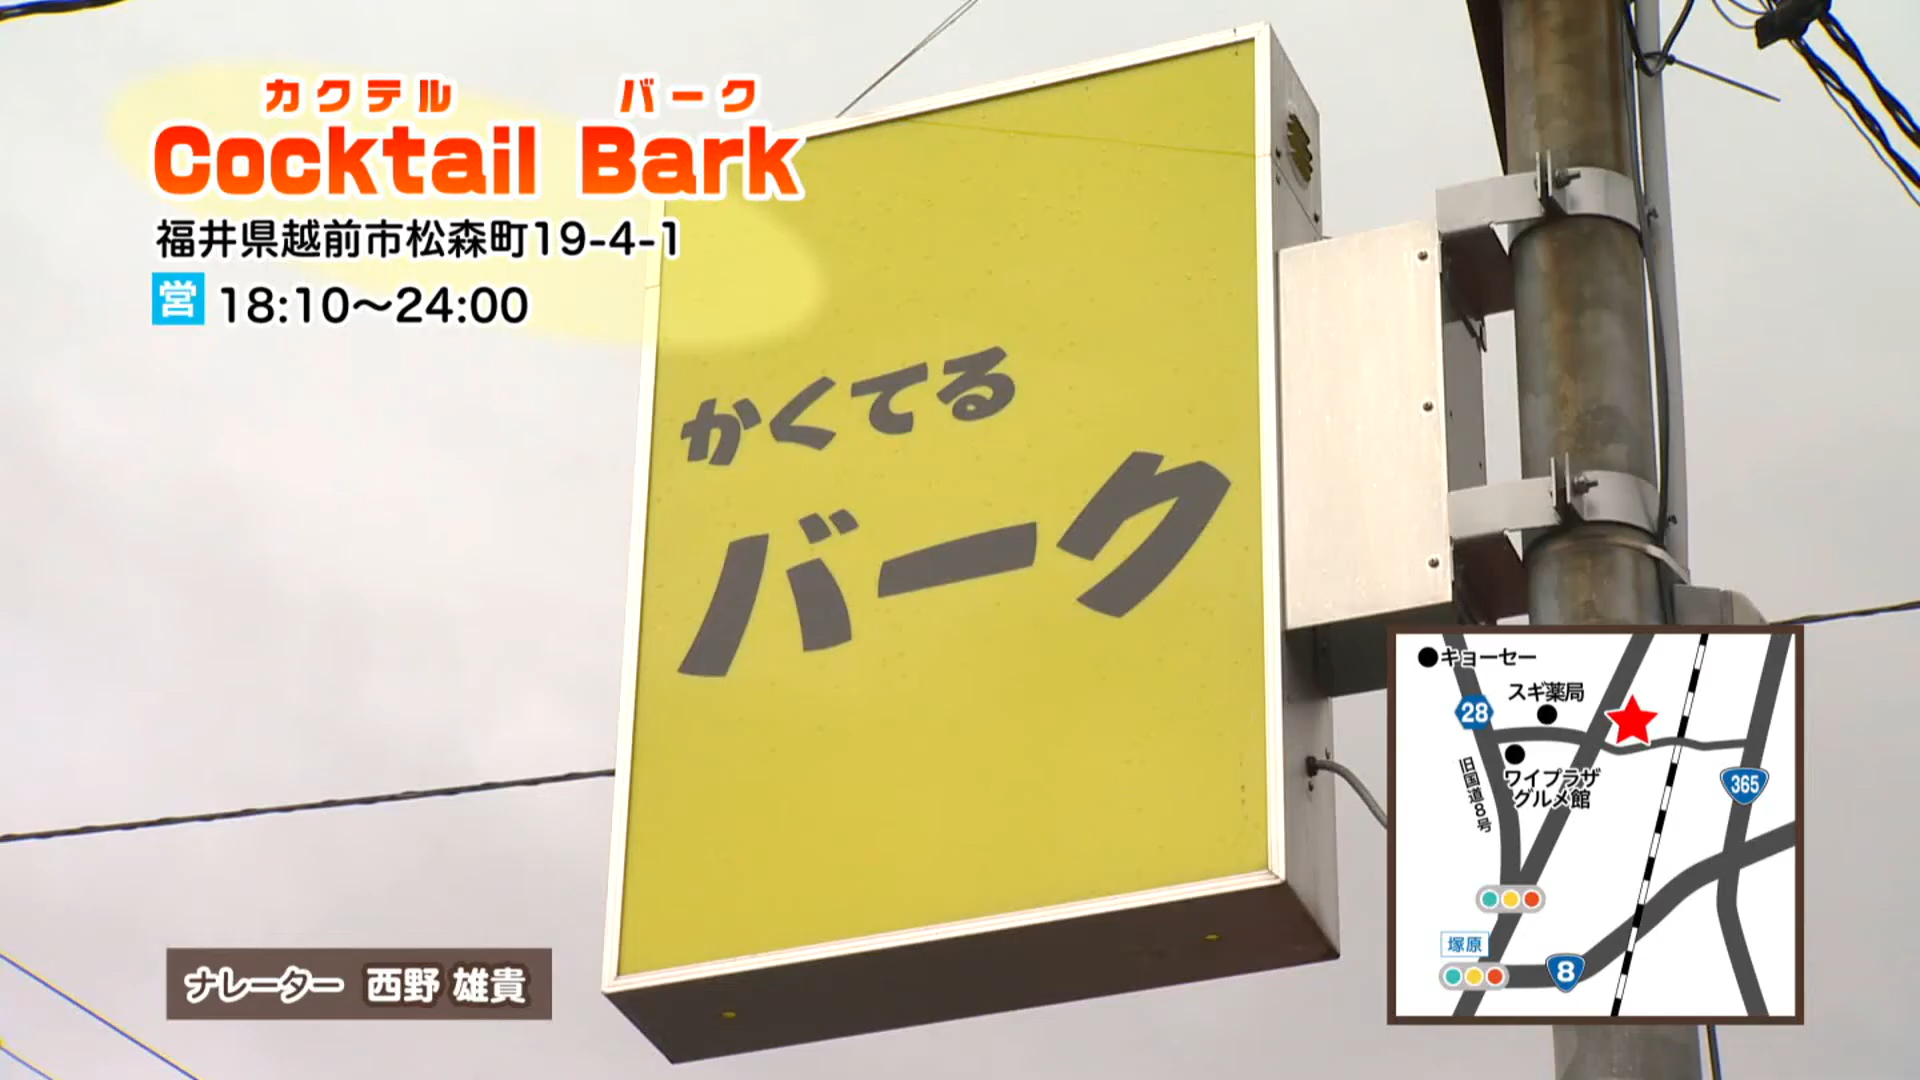 カクテル バーク
Cocktail Bark
福井県越前市松森町19-4-1
営 18:10〜24:00
かくてる
バーク
キョーセー
スギ薬局
28
ワイプラザ
グルメ館
旧国道8号
365
塚原
8
ナレーター 西野 雄貴